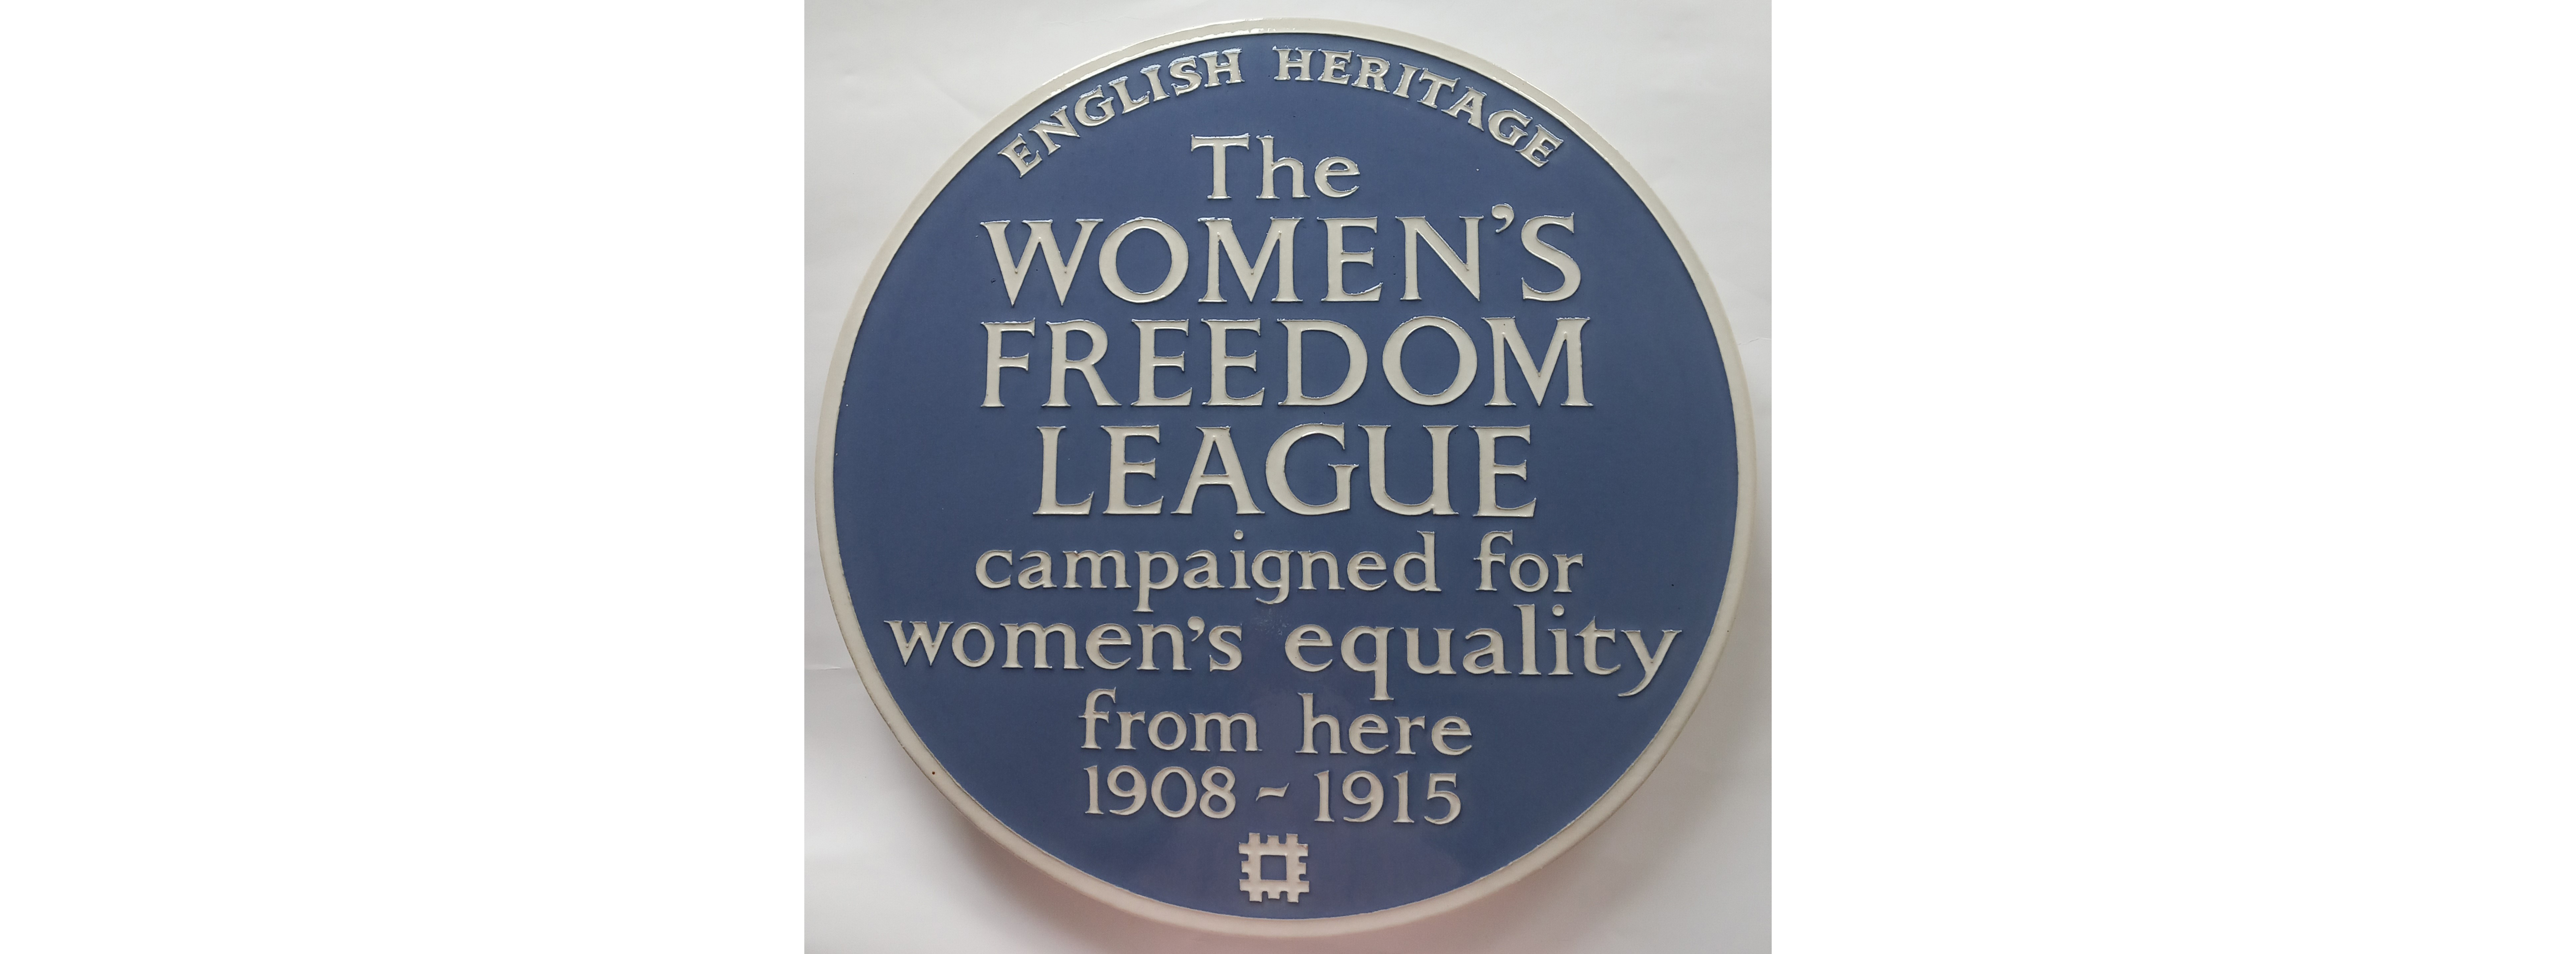 ENGLISH HERITAGE
The
WOMEN’S
FREEDOM
LEAGUE
campaigned for
women’s equality
from here
1908 ~ 1915